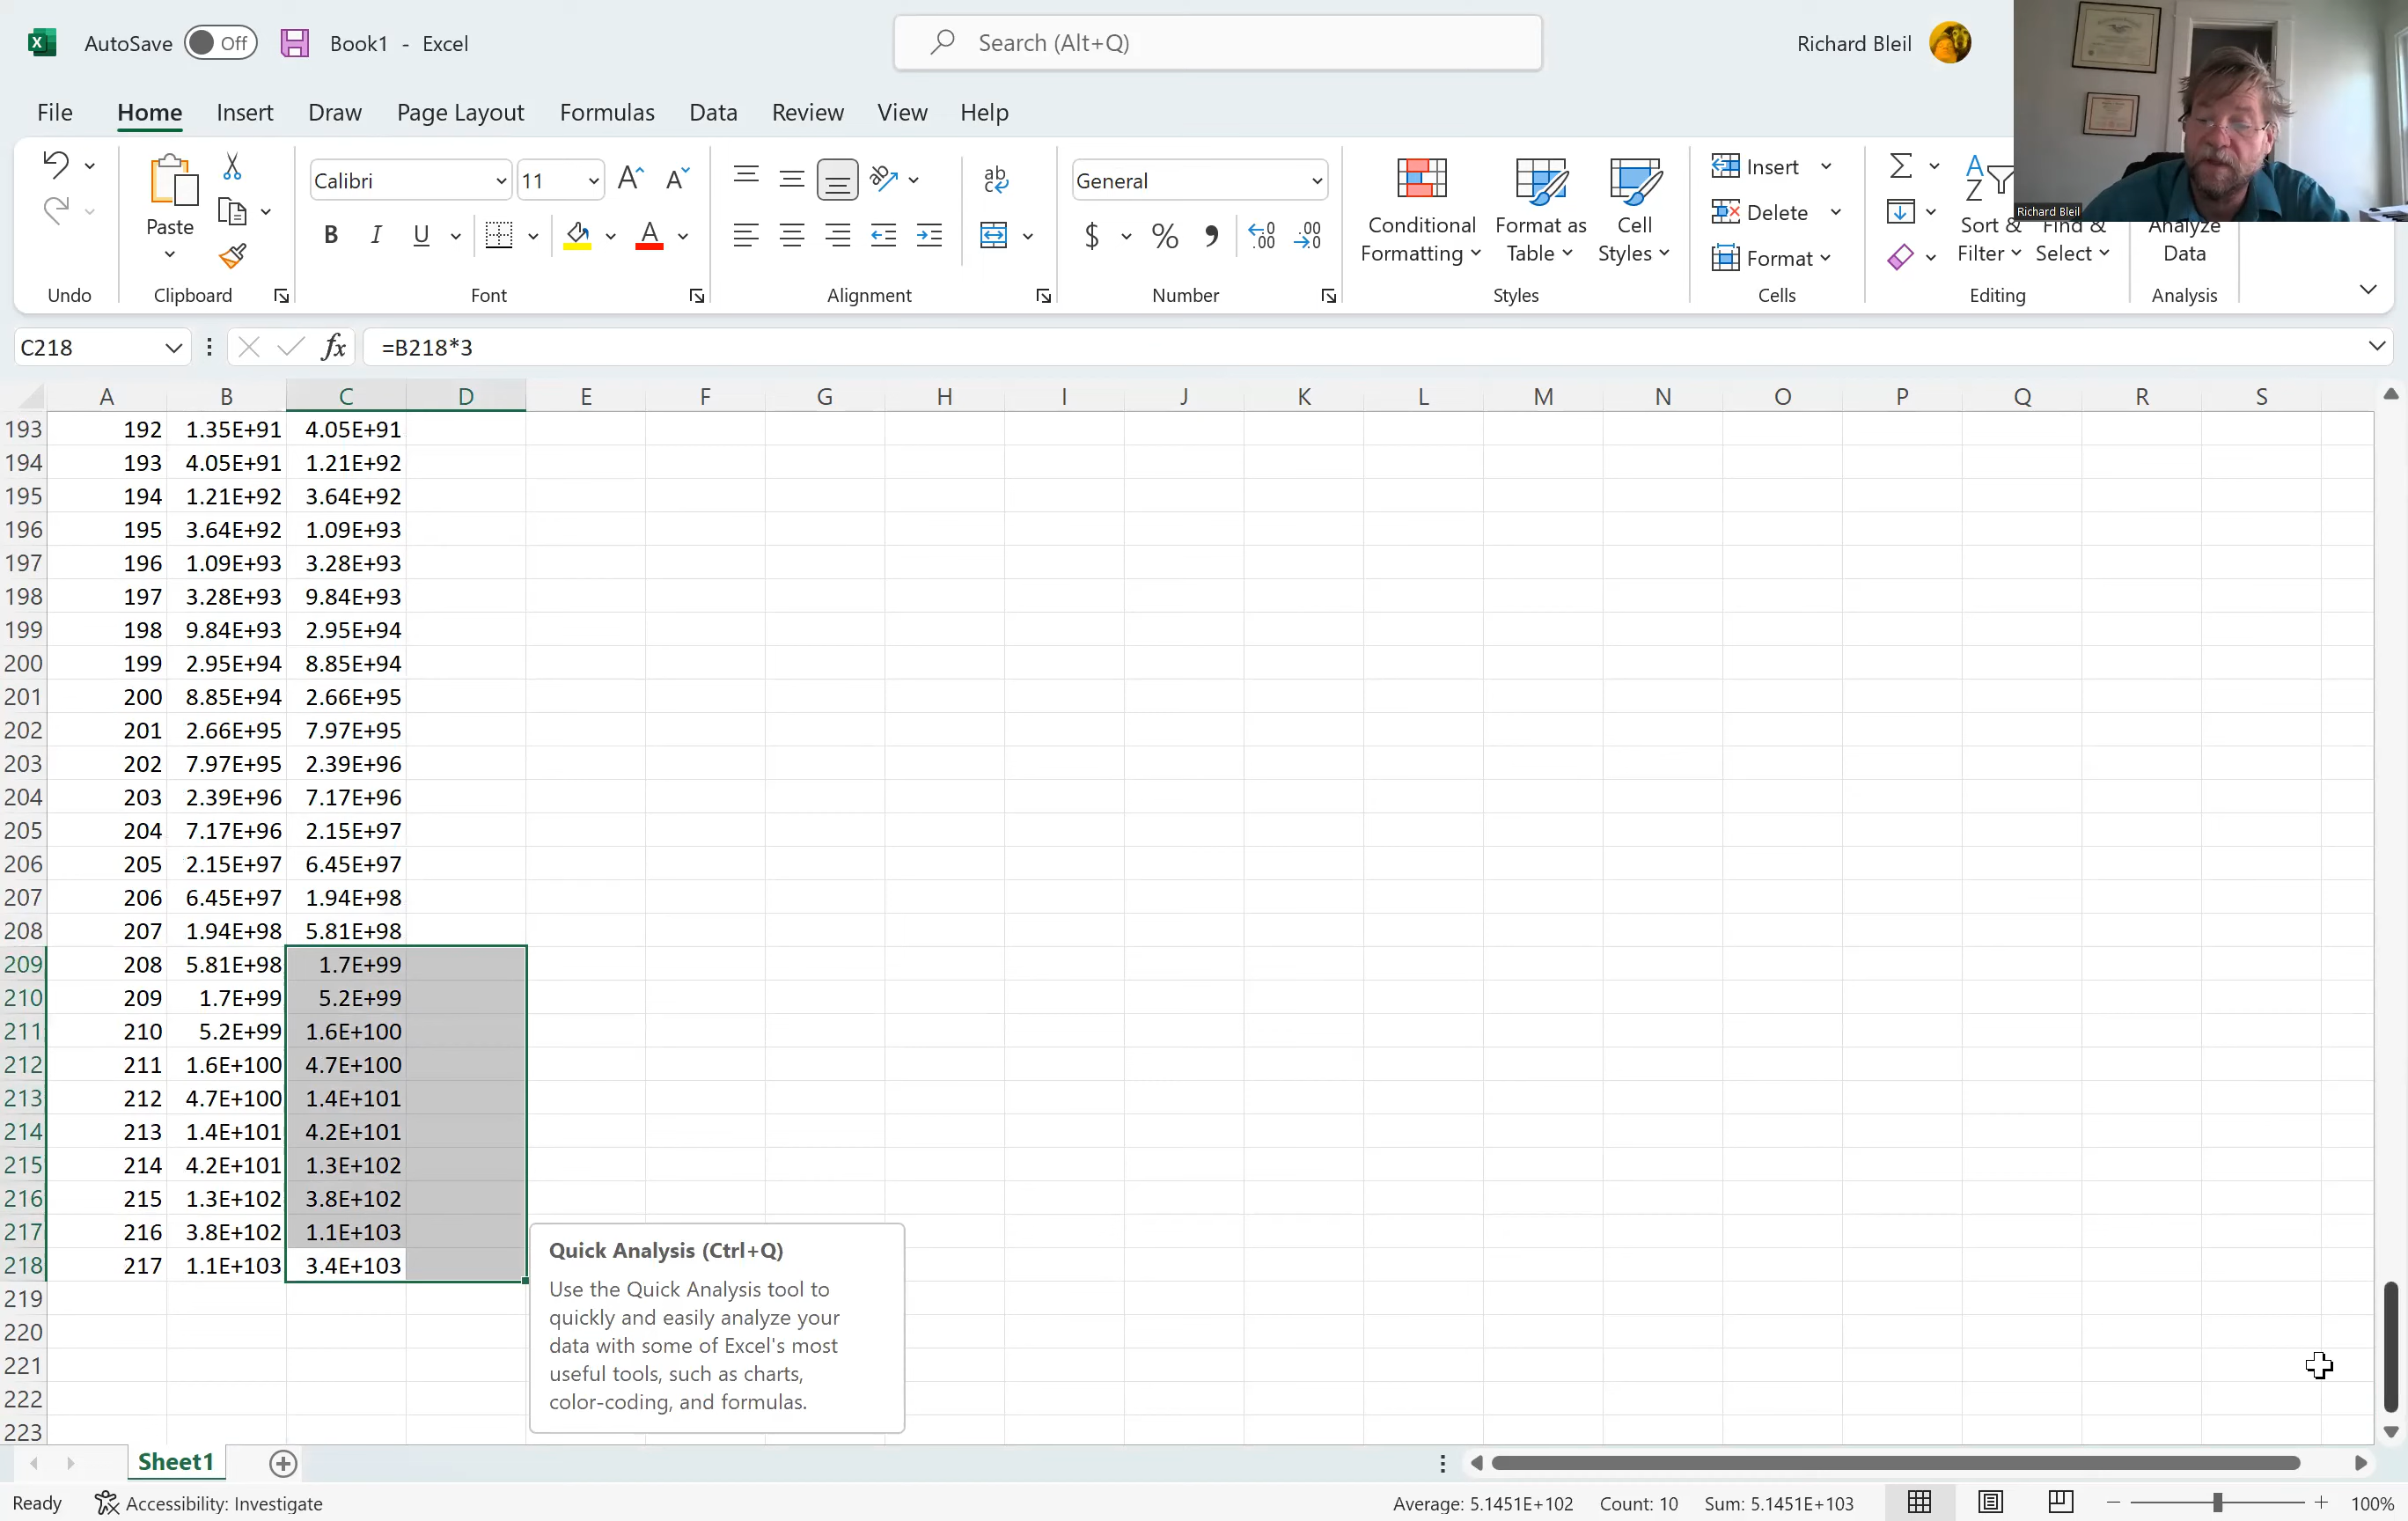 AutoSave Off Book1 - Excel Search (Alt+Q) Richard Bleil
File Home Insert Draw Page Layout Formulas Data Review View Help
Paste
Calibri 11
General
Conditional Formatting
Format as Table
Cell Styles
Insert
Delete
Format
Sort & Filter
Find & Select
Analyze Data
Richard Bleil
Undo Clipboard Font Alignment Number Styles Cells Editing Analysis
C218 fx =B218*3
A B C D E F G H I J K L M N O P Q R S
193 192 1.35E+91 4.05E+91
194 193 4.05E+91 1.21E+92
195 194 1.21E+92 3.64E+92
196 195 3.64E+92 1.09E+93
197 196 1.09E+93 3.28E+93
198 197 3.28E+93 9.84E+93
199 198 9.84E+93 2.95E+94
200 199 2.95E+94 8.85E+94
201 200 8.85E+94 2.66E+95
202 201 2.66E+95 7.97E+95
203 202 7.97E+95 2.39E+96
204 203 2.39E+96 7.17E+96
205 204 7.17E+96 2.15E+97
206 205 2.15E+97 6.45E+97
207 206 6.45E+97 1.94E+98
208 207 1.94E+98 5.81E+98
209 208 5.81E+98 1.7E+99
210 209 1.7E+99 5.2E+99
211 210 5.2E+99 1.6E+100
212 211 1.6E+100 4.7E+100
213 212 4.7E+100 1.4E+101
214 213 1.4E+101 4.2E+101
215 214 4.2E+101 1.3E+102
216 215 1.3E+102 3.8E+102
217 216 3.8E+102 1.1E+103
218 217 1.1E+103 3.4E+103
219
220
221
222
223
Quick Analysis (Ctrl+Q)
Use the Quick Analysis tool to
quickly and easily analyze your
data with some of Excel's most
useful tools, such as charts,
color-coding, and formulas.
Sheet1
Ready Accessibility: Investigate Average: 5.1451E+102 Count: 10 Sum: 5.1451E+103 100%